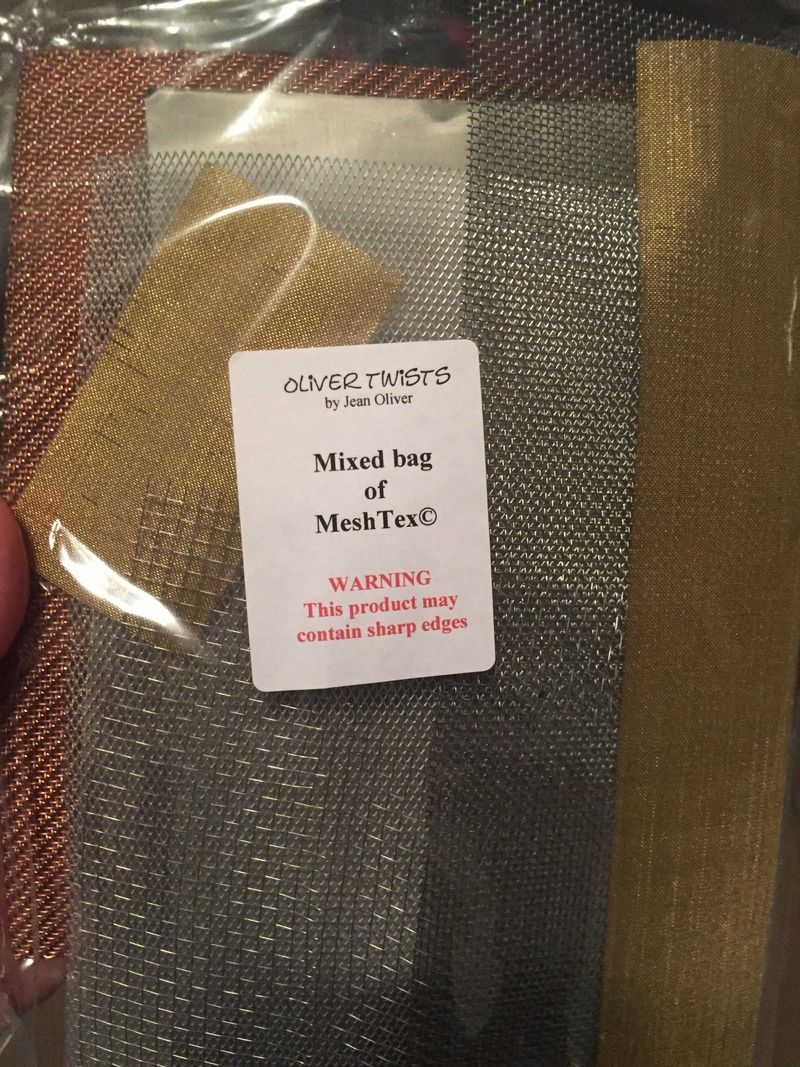 OLiVER TWiSTS
by Jean Oliver
Mixed bag
of
MeshTex©
WARNING
This product may
contain sharp edges